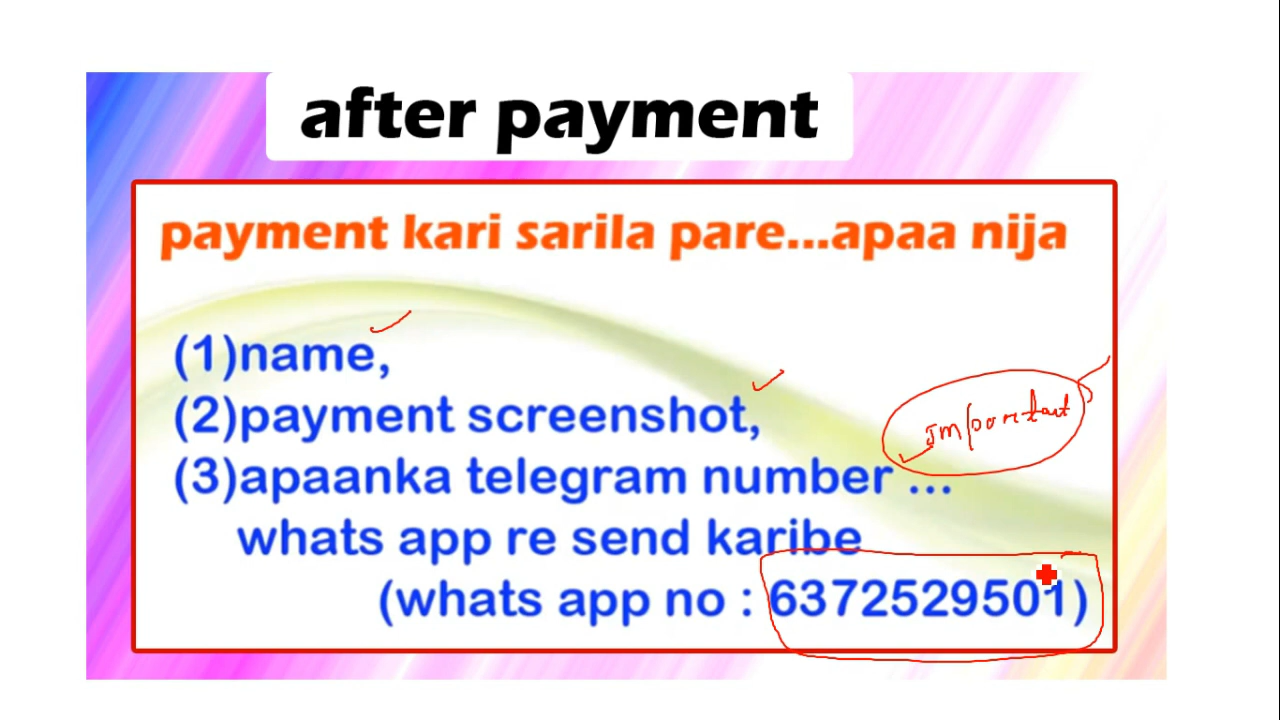 after payment
payment kari sarila pare...apaa nija
(1)name,
(2)payment screenshot,
Important
(3)apaanka telegram number ...
whats app re send karibe
(whats app no : 6372529501)